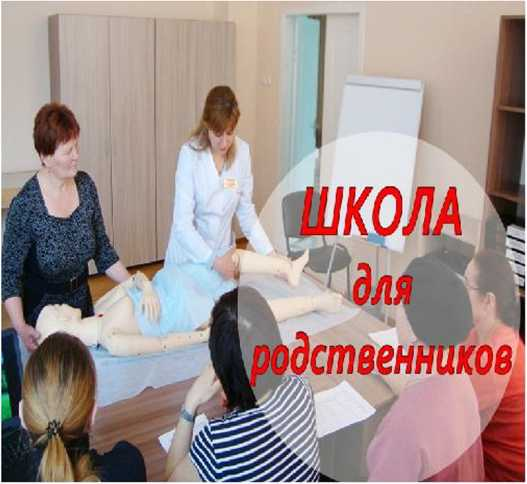 ШКОЛА
для
родственников